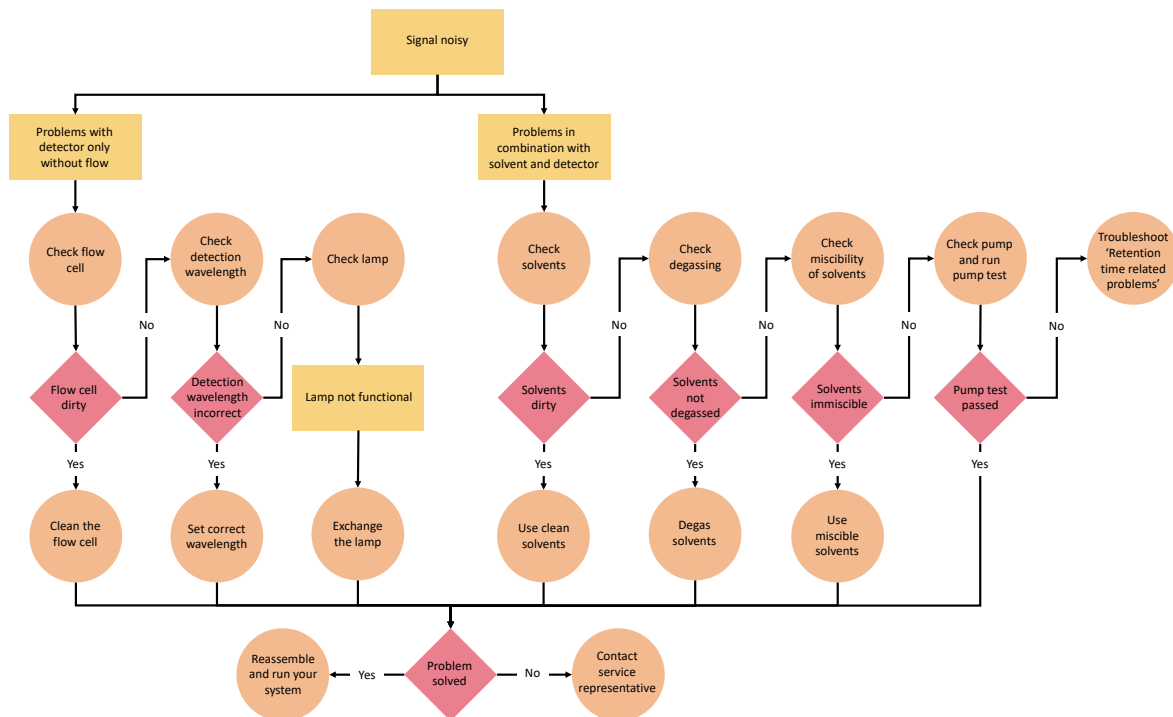 Signal noisy
Problems with
detector only
without flow
Problems in
combination with
solvent and detector
Check flow
cell
Check
detection
wavelength
Check lamp
Check
solvents
Check
degassing
Check
miscibility
of solvents
Check pump
and run
pump test
Troubleshoot
‘Retention
time related
problems’
No
No
No
No
No
No
Flow cell
dirty
Detection
wavelength
incorrect
Lamp not functional
Solvents
dirty
Solvents
not
degassed
Solvents
immiscible
Pump test
passed
Yes
Yes
Yes
Yes
Yes
Yes
Clean the
flow cell
Set correct
wavelength
Exchange
the lamp
Use clean
solvents
Degas
solvents
Use
miscible
solvents
Reassemble
and run your
system
Yes
Problem
solved
No
Contact
service
representative